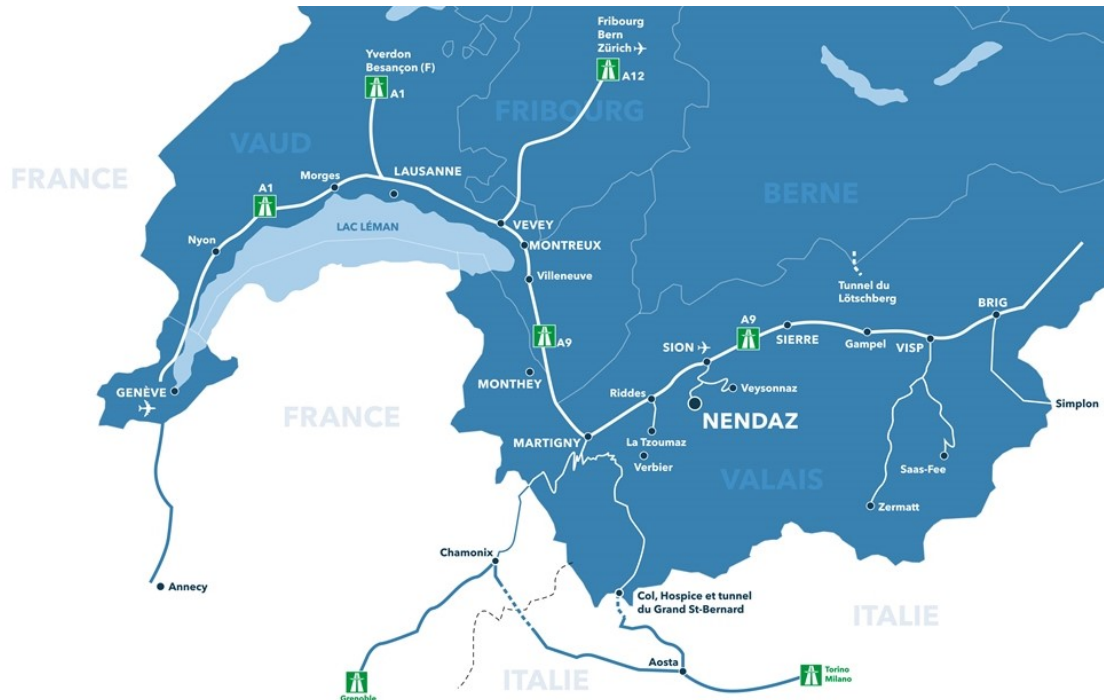 Fribourg
Bern
Zürich
Yverdon
Besançon (F)
A1
A12
FRIBOURG
VAUD
LAUSANNE
Morges
FRANCE
A1
BERNE
VEVEY
LAC LÉMAN
Nyon
MONTREUX
Villeneuve
Tunnel du
Lötschberg
BRIG
A9
A9
SIERRE
Gampel
VISP
SION
MONTHEY
GENÈVE
Riddes
Veysonnaz
Simplon
FRANCE
NENDAZ
MARTIGNY
La Tzoumaz
Verbier
Saas-Fee
VALAIS
Zermatt
Chamonix
Annecy
Col, Hospice et tunnel
du Grand St-Bernard
ITALIE
Aosta
Torino
Milano
ITALIE
Grenoble